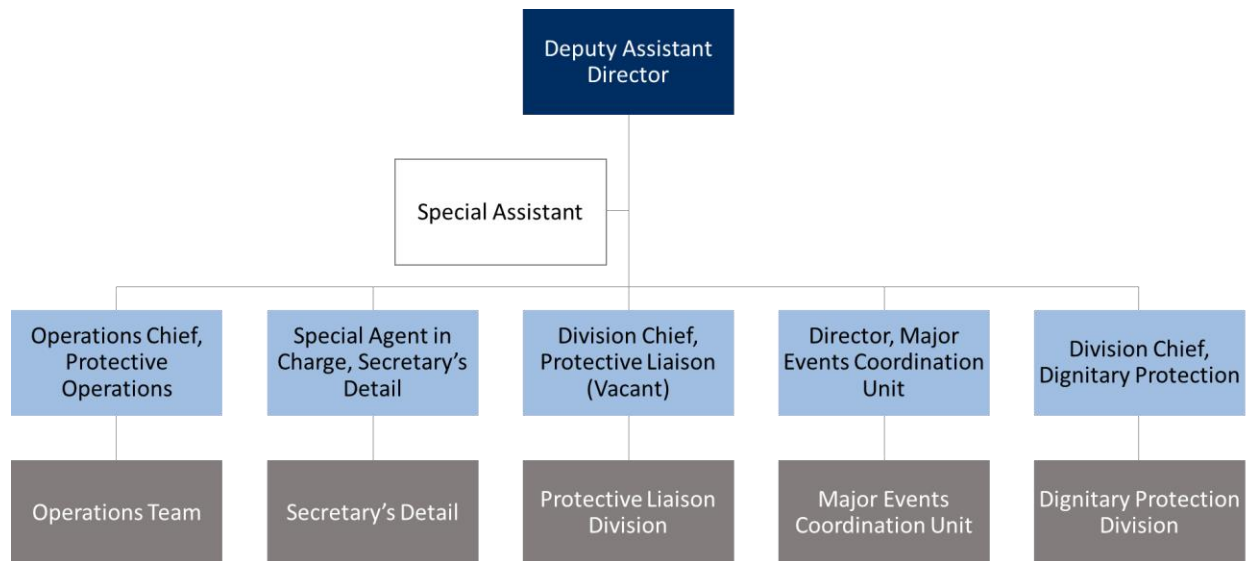 Deputy Assistant
Director
Special Assistant
Operations Chief,
Protective
Operations
Special Agent in
Charge, Secretary’s
Detail
Division Chief,
Protective Liaison
(Vacant)
Director, Major
Events Coordination
Unit
Division Chief,
Dignitary Protection
Operations Team
Secretary’s Detail
Protective Liaison
Division
Major Events
Coordination Unit
Dignitary Protection
Division